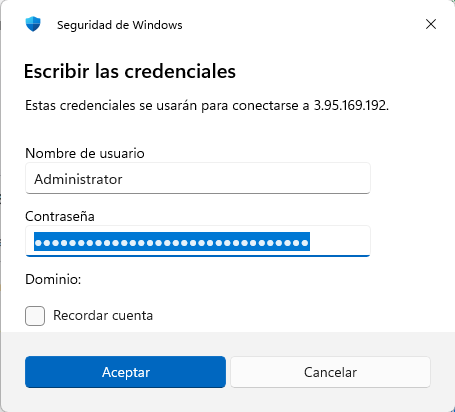 Seguridad de Windows
Escribir las credenciales
Estas credenciales se usarán para conectarse a 3.95.169.192.
Nombre de usuario
Administrator
Contraseña
●●●●●●●●●●●●●●●●●●●●●●●●●●●●●●●●
Dominio:
Recordar cuenta
Aceptar
Cancelar